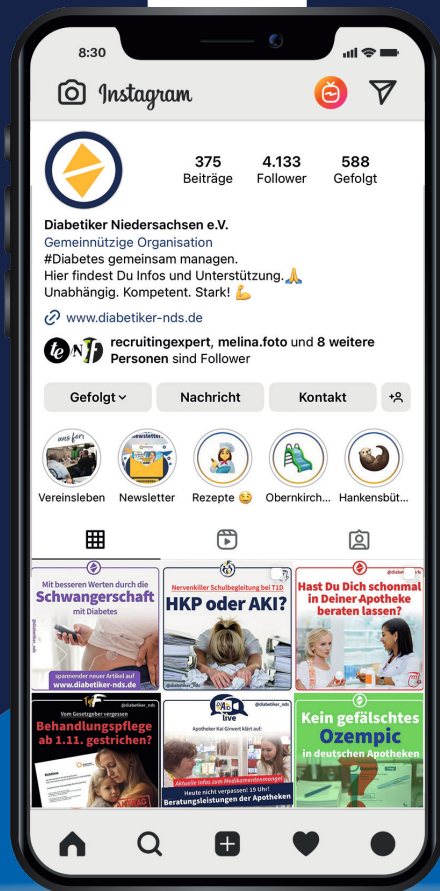 8:30
Instagram
375
4.133
588
Beiträge
Follower
Gefolgt
Diabetiker Niedersachsen e.V.
Gemeinnützige Organisation
#Diabetes gemeinsam managen.
Hier findest Du Infos und Unterstützung.🙏
Unabhängig. Kompetent. Stark! 💪
www.diabetiker-nds.de
recruitingexpert, melina.foto und 8 weitere
Personen sind Follower
Gefolgt
Nachricht
Kontakt
Vereinsleben
Newsletter
Rezepte 😋
Obernkirch...
Hankensbüt...
Mit besseren Werten durch die
Schwangerschaft
mit Diabetes
spannender neuer Artikel auf
www.diabetiker-nds.de
Nervenkiller Schulbegleitung bei T1D
HKP oder AKI?
Hast Du Dich schonmal
in Deiner Apotheke
beraten lassen?
Vom Gesetzgeber vergessen
Behandlungspflege
ab 1.11. gestrichen?
ANTRAG
@diabetiker_nds
live
Apotheker Kai Girwert klärt auf:
Aktuelle Infos zum Medikamentenmangel
Heute nicht verpassen! 19 Uhr!
Beratungsleistungen der Apotheken
Kein gefälschtes
Ozempic
in deutschen Apotheken